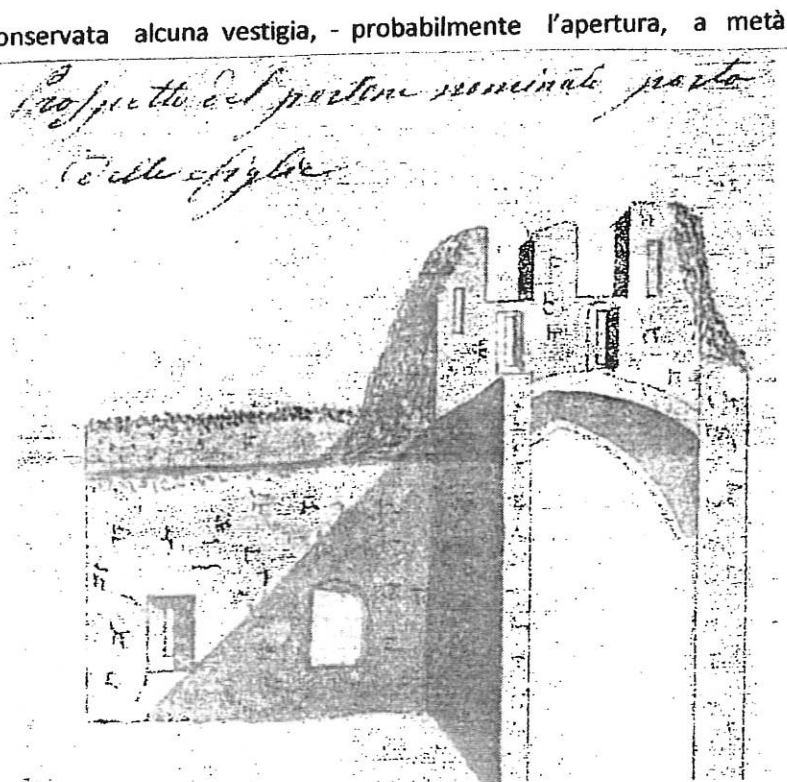 onservata alcuna vestigia, - probabilmente l'apertura, a metà
Prospetto del portone nominato porta
delle